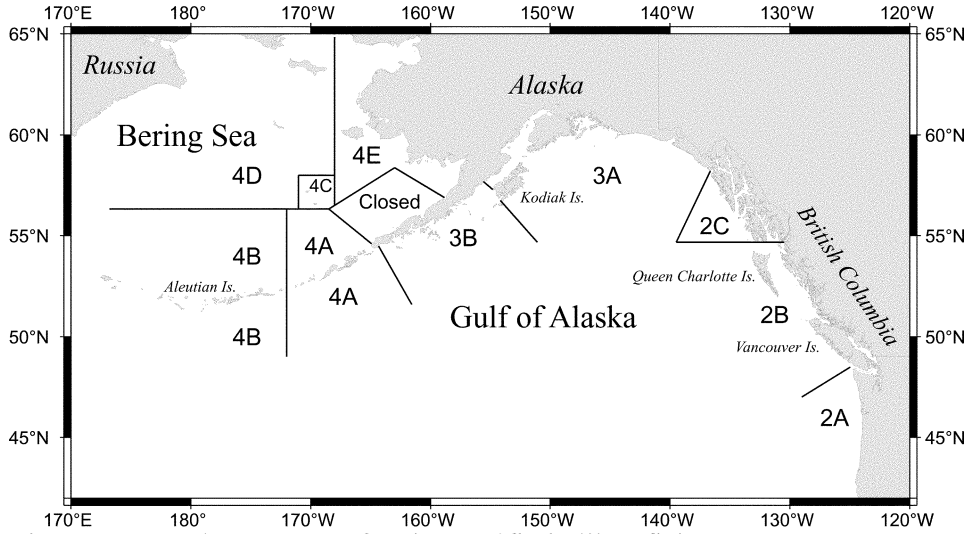 170°E 180° 170°W 160°W 150°W 140°W 130°W 120°W
65°N 65°N
Russia
Alaska
60°N 60°N
Bering Sea
4E
4D
4C
3A
Closed
Kodiak Is.
British Columbia
2C
55°N 55°N
4A
3B
4B
Queen Charlotte Is.
Aleutian Is.
4A
2B
Gulf of Alaska
50°N 50°N
4B
Vancouver Is.
2A
45°N 45°N
170°E 180° 170°W 160°W 150°W 140°W 130°W 120°W